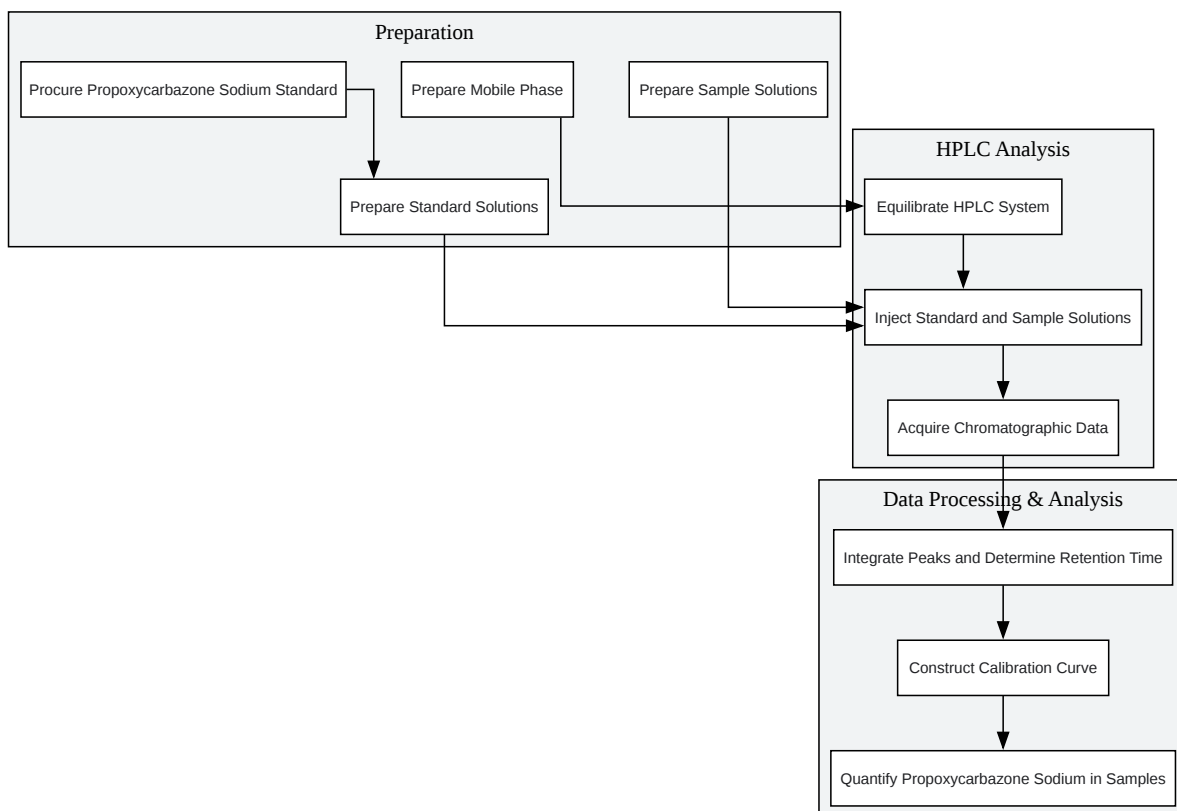 Preparation
Procure Propoxycarbazone Sodium Standard
Prepare Mobile Phase
Prepare Sample Solutions
Prepare Standard Solutions
HPLC Analysis
Equilibrate HPLC System
Inject Standard and Sample Solutions
Acquire Chromatographic Data
Data Processing & Analysis
Integrate Peaks and Determine Retention Time
Construct Calibration Curve
Quantify Propoxycarbazone Sodium in Samples